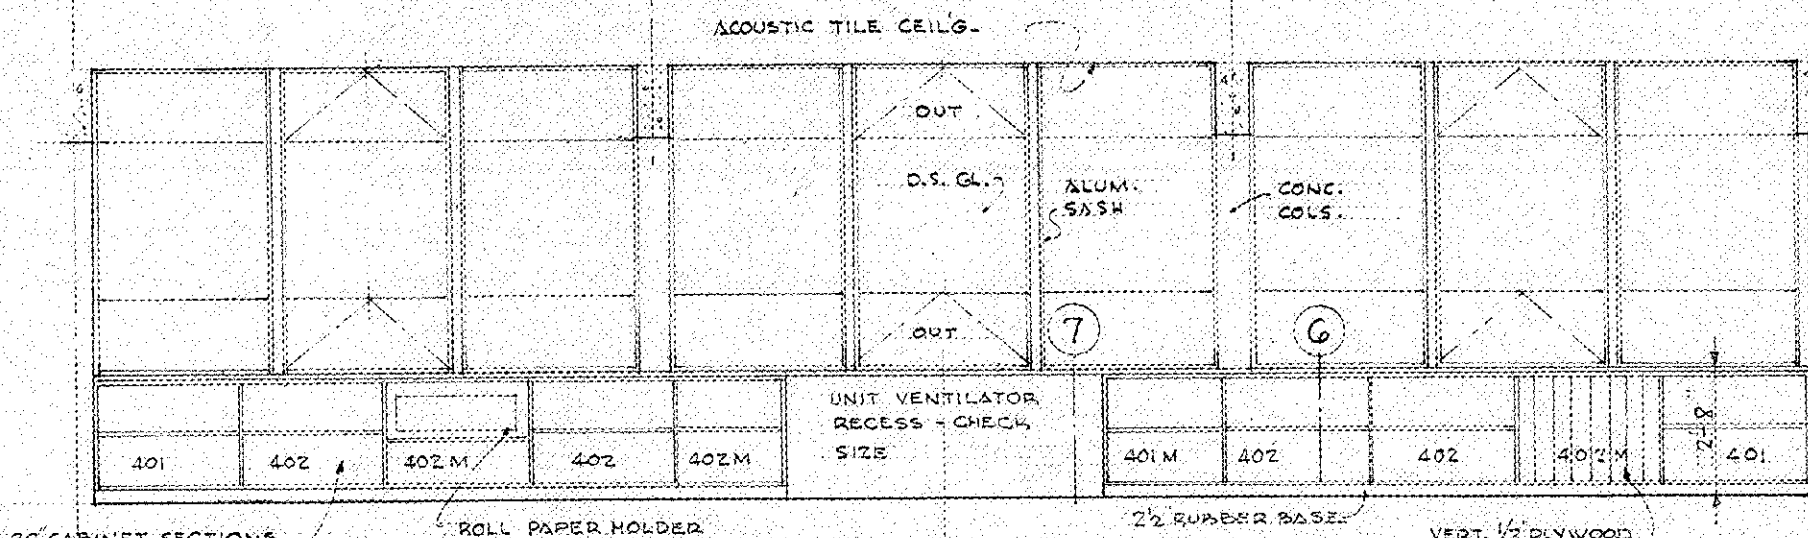 ACOUSTIC TILE CEIL'G.
OUT
D.S. GL.
ALUM.
SASH
CONC.
COLS.
OUT
7
6
UNIT VENTILATOR
RECESS - CHECK
SIZE
401
402
402 M
402
402 M
401 M
402
402
402 M
401
2'-8"
CABINET SECTIONS
ROLL PAPER HOLDER
2½" RUBBER BASE
VERT. 1/2" PLYWOOD